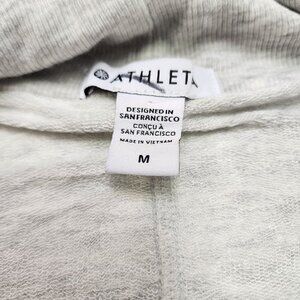 ATHLETA
DESIGNED IN
SAN FRANCISCO
CONÇU À
SAN FRANCISCO
MADE IN VIETNAM
M